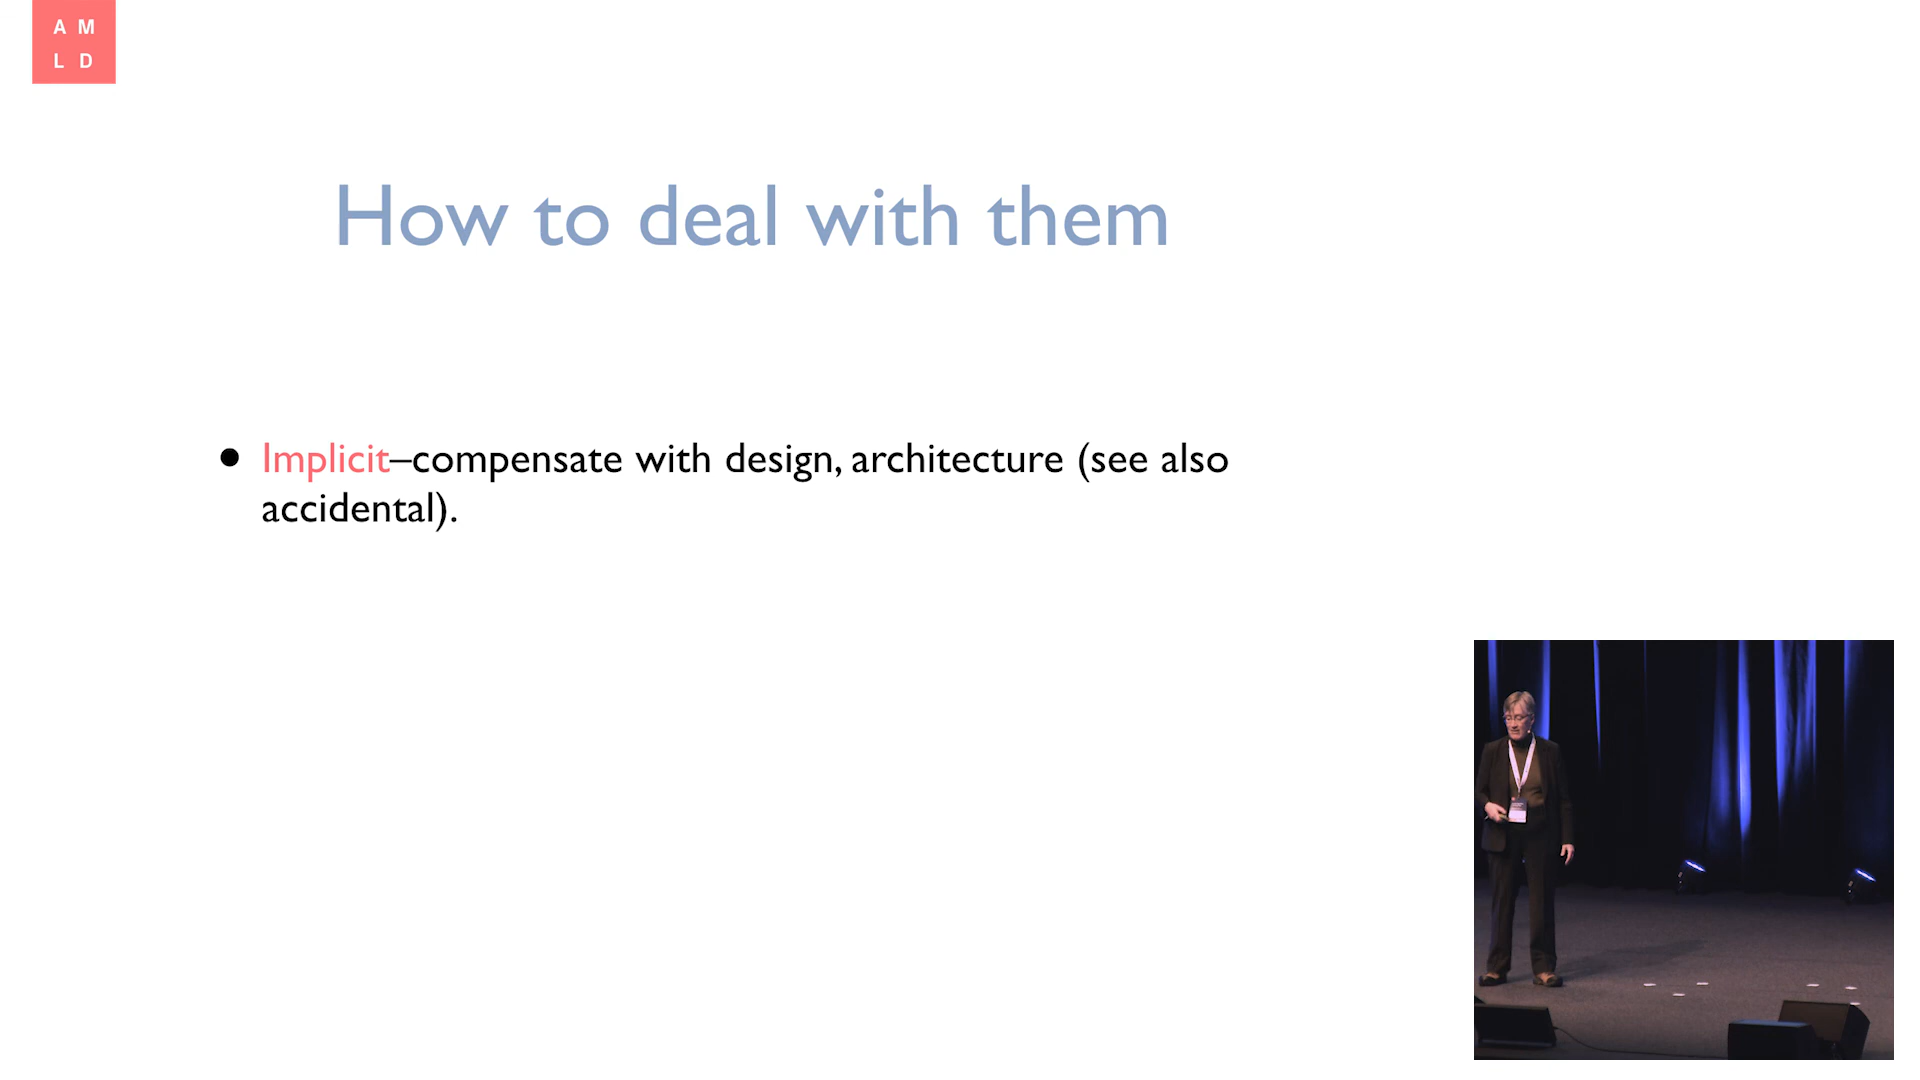 A M
L D
How to deal with them
• Implicit–compensate with design, architecture (see also
accidental).